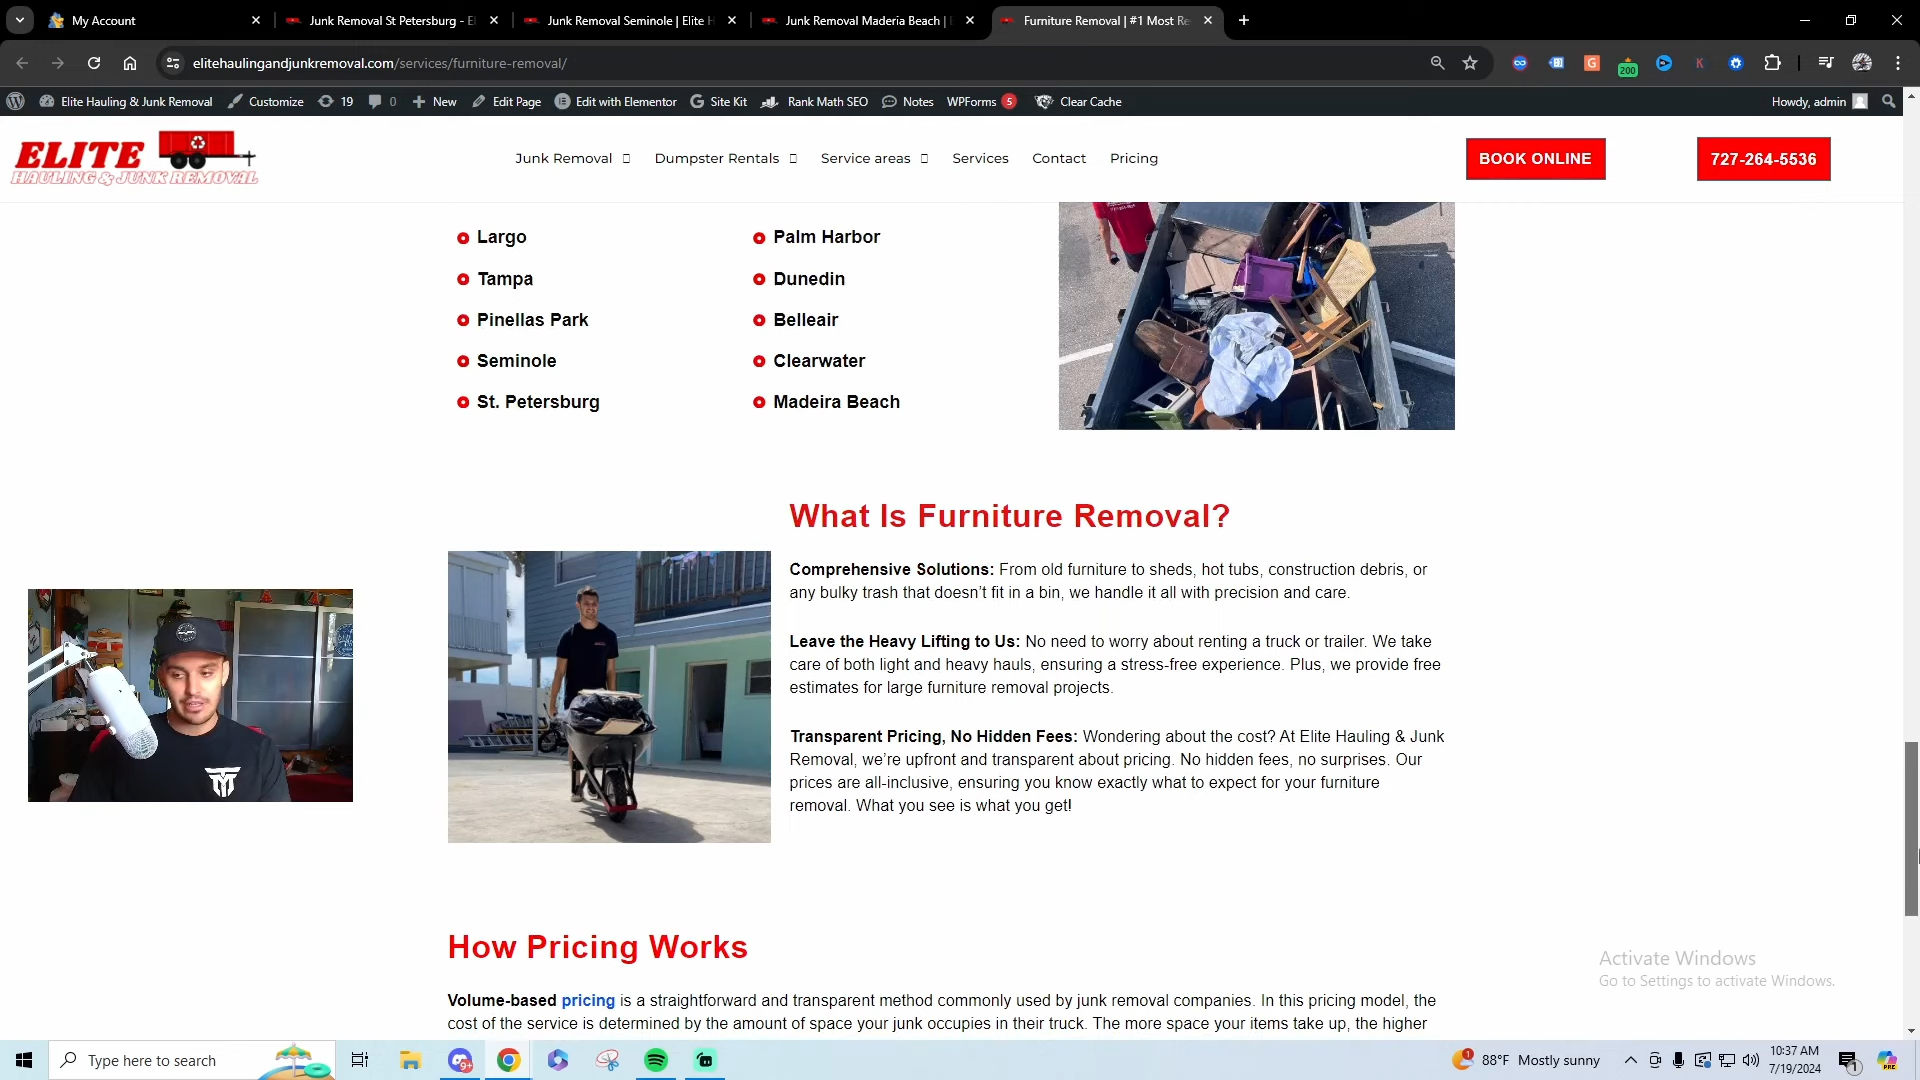 My Account
Junk Removal St Petersburg - El
Junk Removal Seminole | Elite H
Junk Removal Maderia Beach |
Furniture Removal | #1 Most Re
elitehaulingandjunkremoval.com/services/furniture-removal/
200
Elite Hauling & Junk Removal
Customize
19
0
New
Edit Page
Edit with Elementor
Site Kit
Rank Math SEO
Notes
WPForms 5
Clear Cache
Howdy, admin
ELITE
HAULING & JUNK REMOVAL
Junk Removal
Dumpster Rentals
Service areas
Services
Contact
Pricing
BOOK ONLINE
727-264-5536
Largo
Tampa
Pinellas Park
Seminole
St. Petersburg
Palm Harbor
Dunedin
Belleair
Clearwater
Madeira Beach
What Is Furniture Removal?
Comprehensive Solutions: From old furniture to sheds, hot tubs, construction debris, or
any bulky trash that doesn’t fit in a bin, we handle it all with precision and care.
Leave the Heavy Lifting to Us: No need to worry about renting a truck or trailer. We take
care of both light and heavy hauls, ensuring a stress-free experience. Plus, we provide free
estimates for large furniture removal projects.
Transparent Pricing, No Hidden Fees: Wondering about the cost? At Elite Hauling & Junk
Removal, we’re upfront and transparent about pricing. No hidden fees, no surprises. Our
prices are all-inclusive, ensuring you know exactly what to expect for your furniture
removal. What you see is what you get!
How Pricing Works
Volume-based pricing is a straightforward and transparent method commonly used by junk removal companies. In this pricing model, the
cost of the service is determined by the amount of space your junk occupies in their truck. The more space your items take up, the higher
Activate Windows
Go to Settings to activate Windows.
Type here to search
9+
1
88°F Mostly sunny
10:37 AM
7/19/2024
1
PRE